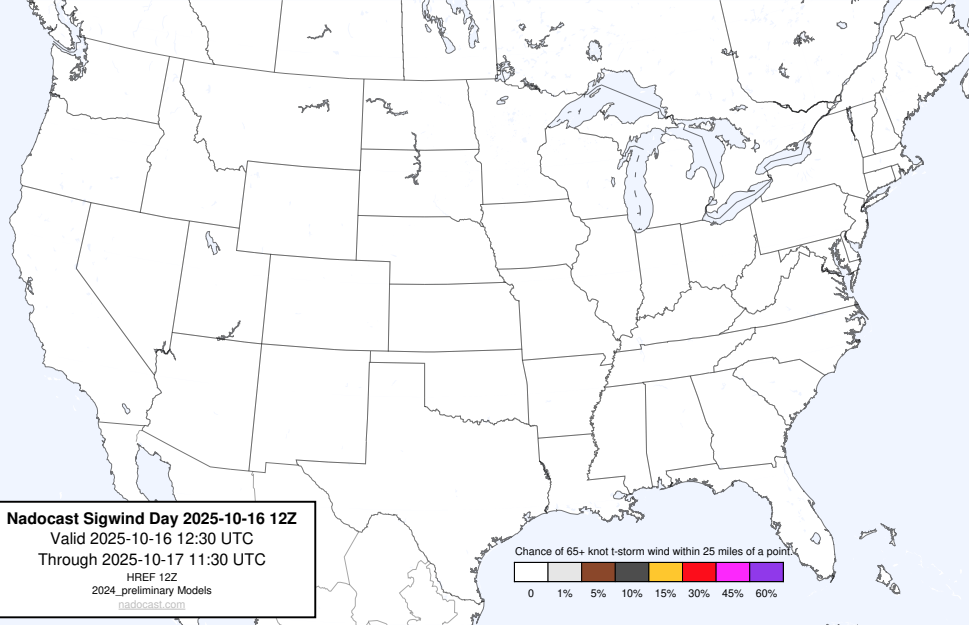 Nadocast Sigwind Day 2025-10-16 12Z
Valid 2025-10-16 12:30 UTC
Through 2025-10-17 11:30 UTC
HREF 12Z
2024_preliminary Models
nadocast.com
Chance of 65+ knot t-storm wind within 25 miles of a point.
0 1% 5% 10% 15% 30% 45% 60%